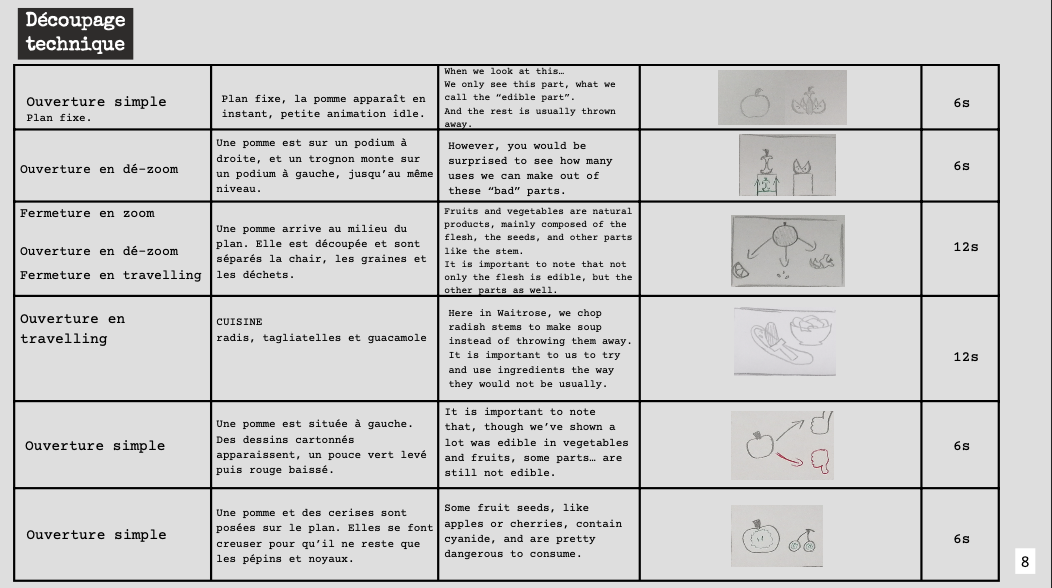 Découpage
technique
Ouverture simple
Plan fixe.
Plan fixe, la pomme apparaît en
instant, petite animation idle.
When we look at this…
We only see this part, what we
call the “edible part”.
And the rest is usually thrown
away.
6s
Ouverture en dé-zoom
Une pomme est sur un podium à
droite, et un trognon monte sur
un podium à gauche, jusqu’au même
niveau.
However, you would be
surprised to see how many
uses we can make out of
these “bad” parts.
6s
Fermeture en zoom
Ouverture en dé-zoom
Fermeture en travelling
Une pomme arrive au milieu du
plan. Elle est découpée et sont
séparés la chair, les graines et
les déchets.
Fruits and vegetables are natural
products, mainly composed of the
flesh, the seeds, and other parts
like the stem.
It is important to note that not
only the flesh is edible, but the
other parts as well.
12s
Ouverture en
travelling
CUISINE
radis, tagliatelles et guacamole
Here in Waitrose, we chop
radish stems to make soup
instead of throwing them away.
It is important to us to try
and use ingredients the way
they would not be usually.
12s
Ouverture simple
Une pomme est située à gauche.
Des dessins cartonnés
apparaissent, un pouce vert levé
puis rouge baissé.
It is important to note
that, though we’ve shown a
lot was edible in vegetables
and fruits, some parts… are
still not edible.
6s
Ouverture simple
Une pomme et des cerises sont
posées sur le plan. Elles se font
creuser pour qu’il ne reste que
les pépins et noyaux.
Some fruit seeds, like
apples or cherries, contain
cyanide, and are pretty
dangerous to consume.
6s
8